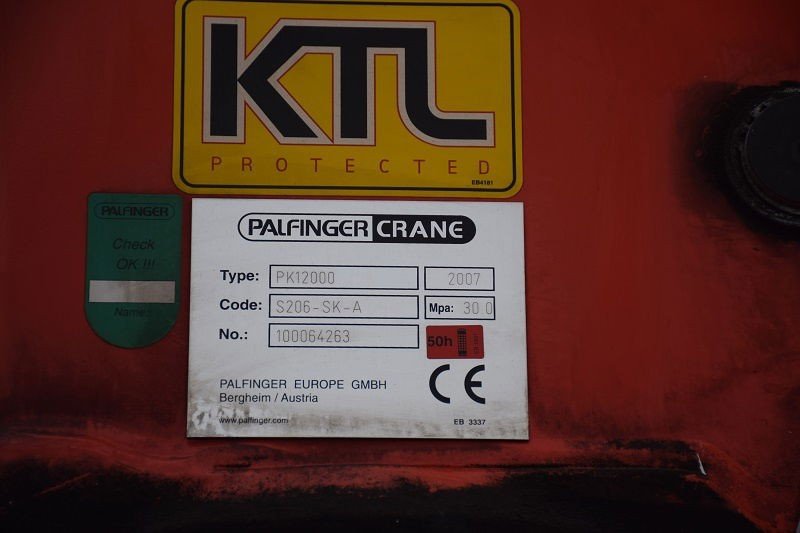 KTL
PROTECTED
EB4181
PALFINGER
Check
OK !!!
Name:
PALFINGER CRANE
Type: PK12000 2007
Code: S206-SK-A Mpa: 30.0
No.: 100064263
50h
PALFINGER EUROPE GMBH
Bergheim / Austria
CE
www.palfinger.com
EB 3337